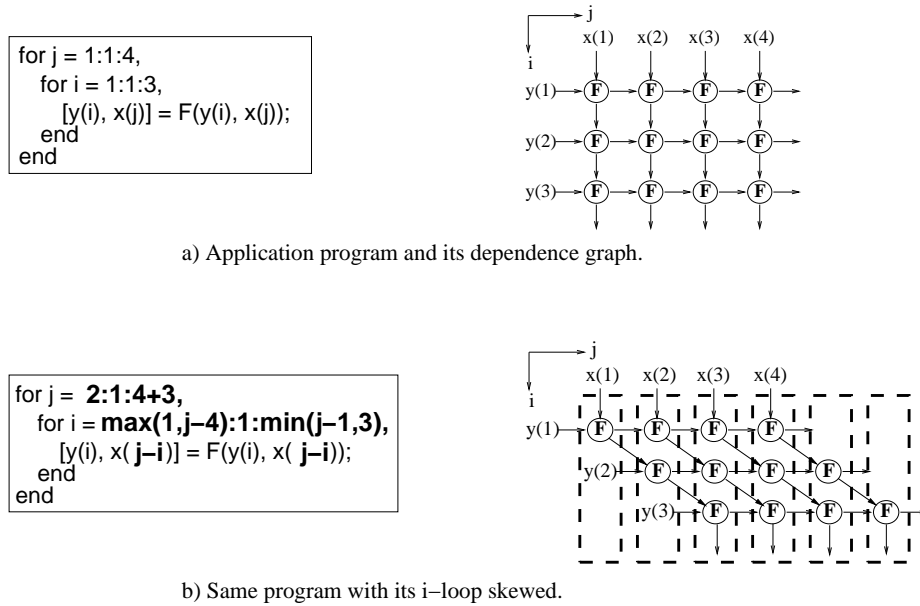 for j = 1:1:4,
for i = 1:1:3,
[y(i), x(j)] = F(y(i), x(j));
end
end
j
i
x(1) x(2) x(3) x(4)
y(1) F F F F
y(2) F F F F
y(3) F F F F
a) Application program and its dependence graph.
for j = 2:1:4+3,
for i = max(1,j−4):1:min(j−1,3),
[y(i), x( j−i)] = F(y(i), x( j−i));
end
end
j
i
x(1) x(2) x(3) x(4)
y(1) F F F F
y(2) F F F F
y(3) F F F F
b) Same program with its i−loop skewed.